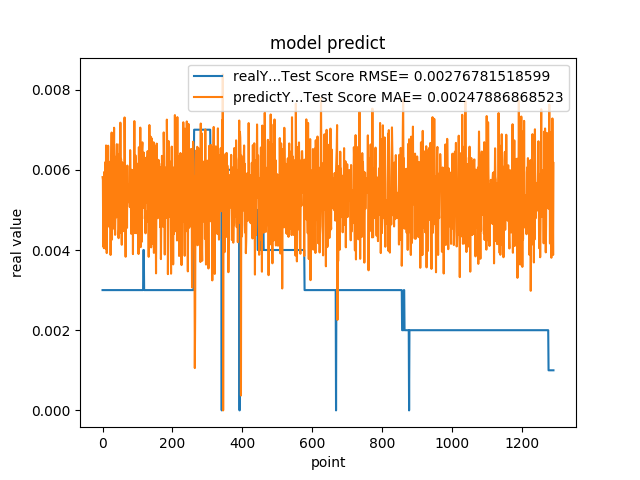 model predict
realY...Test Score RMSE= 0.00276781518599
predictY...Test Score MAE= 0.00247886868523
0.008
0.006
0.004
0.002
0.000
real value
0 200 400 600 800 1000 1200
point